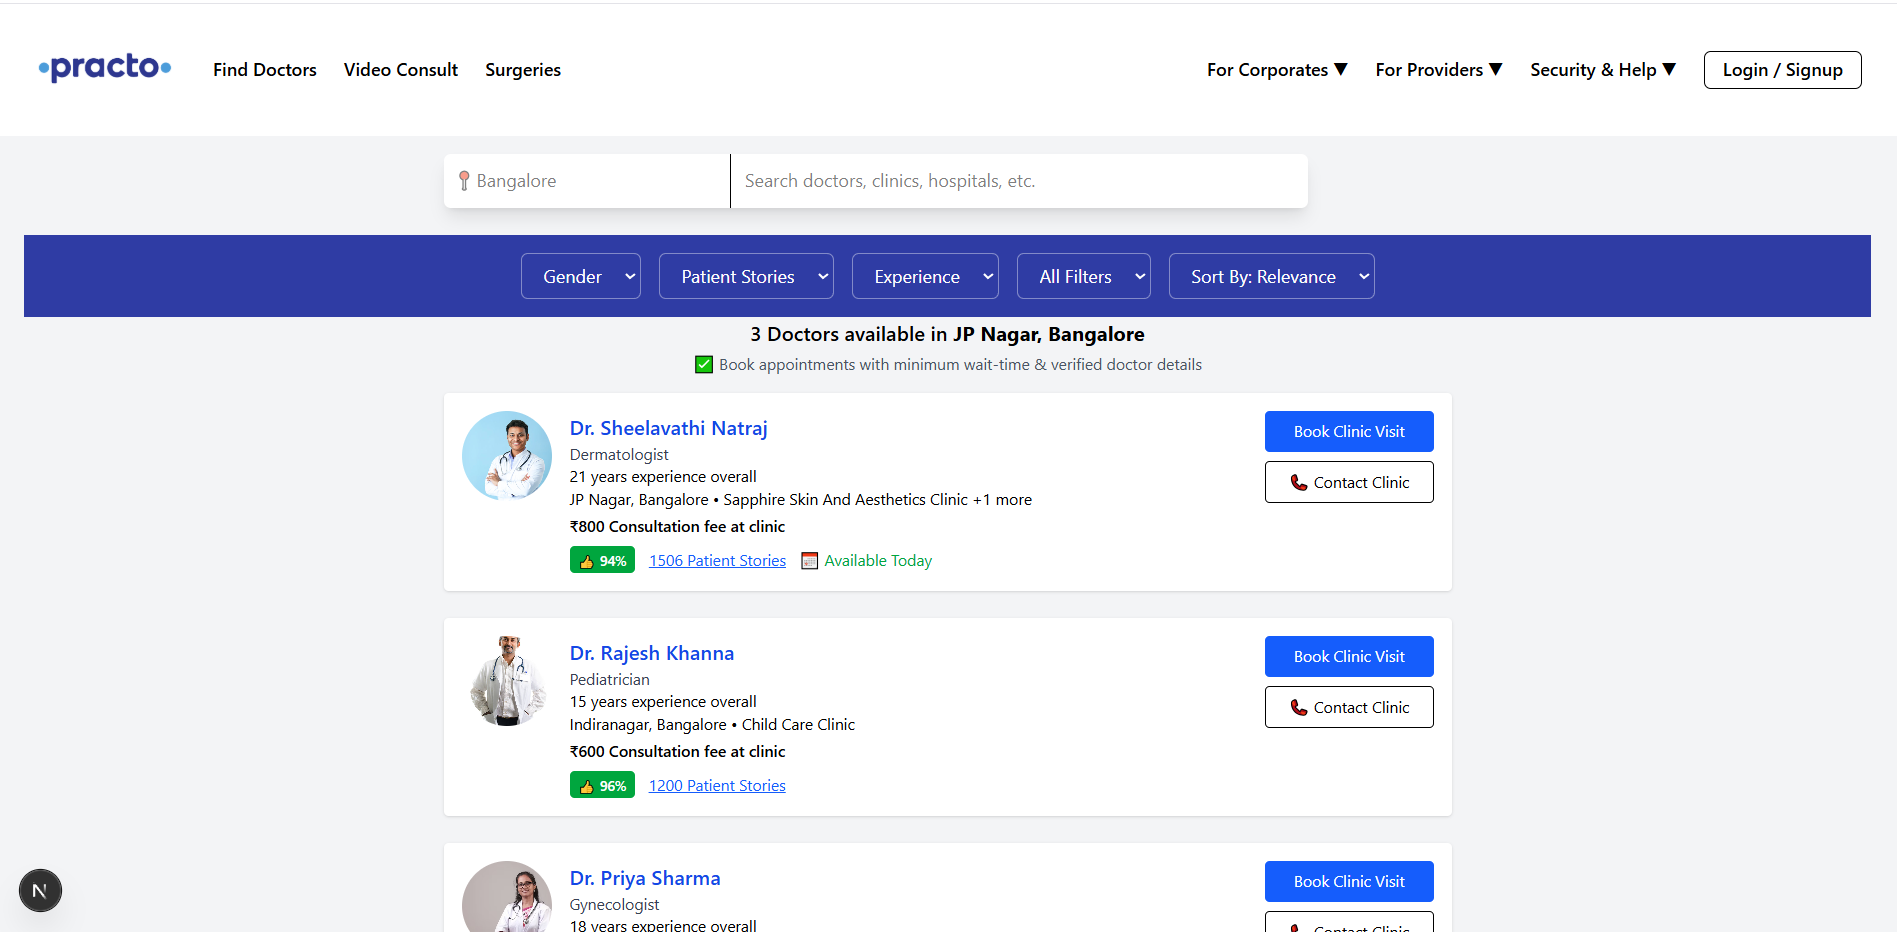 practo
Find Doctors Video Consult Surgeries
For Corporates ▼ For Providers ▼ Security & Help ▼ Login / Signup
Bangalore Search doctors, clinics, hospitals, etc.
Gender Patient Stories Experience All Filters Sort By: Relevance
3 Doctors available in JP Nagar, Bangalore
Book appointments with minimum wait-time & verified doctor details
Dr. Sheelavathi Natraj
Dermatologist
21 years experience overall
JP Nagar, Bangalore • Sapphire Skin And Aesthetics Clinic +1 more
₹800 Consultation fee at clinic
94% 1506 Patient Stories Available Today
Book Clinic Visit
Contact Clinic
Dr. Rajesh Khanna
Pediatrician
15 years experience overall
Indiranagar, Bangalore • Child Care Clinic
₹600 Consultation fee at clinic
96% 1200 Patient Stories
Book Clinic Visit
Contact Clinic
Dr. Priya Sharma
Gynecologist
18 years experience overall
Book Clinic Visit
Contact Clinic
N